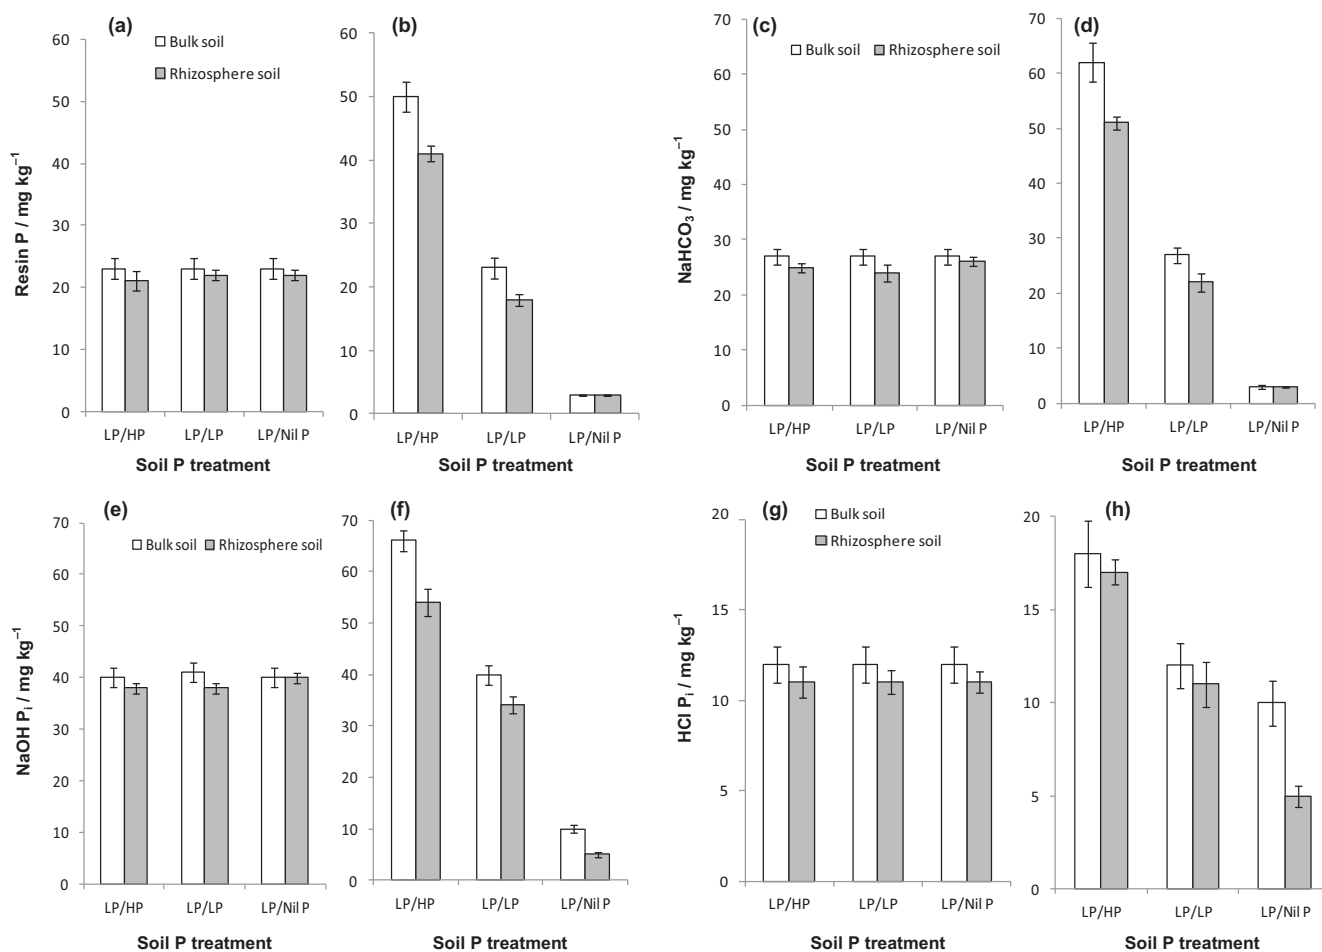 (a)
Bulk soil
Rhizosphere soil
Resin P / mg kg⁻¹
60
50
40
30
20
10
0
LP/HP LP/LP LP/Nil P
Soil P treatment
(b)
60
50
40
30
20
10
0
LP/HP LP/LP LP/Nil P
Soil P treatment
(c)
Bulk soil Rhizosphere soil
NaHCO₃ / mg kg⁻¹
70
60
50
40
30
20
10
0
LP/HP LP/LP LP/Nil P
Soil P treatment
(d)
70
60
50
40
30
20
10
0
LP/HP LP/LP LP/Nil P
Soil P treatment
(e)
Bulk soil Rhizosphere soil
NaOH Pᵢ / mg kg⁻¹
70
60
50
40
30
20
10
0
LP/HP LP/LP LP/Nil P
Soil P treatment
(f)
70
60
50
40
30
20
10
0
LP/HP LP/LP LP/Nil P
Soil P treatment
(g)
Bulk soil
Rhizosphere soil
HCl Pᵢ / mg kg⁻¹
20
15
10
5
0
LP/HP LP/LP LP/Nil P
Soil P treatment
(h)
20
15
10
5
0
LP/HP LP/LP LP/Nil P
Soil P treatment